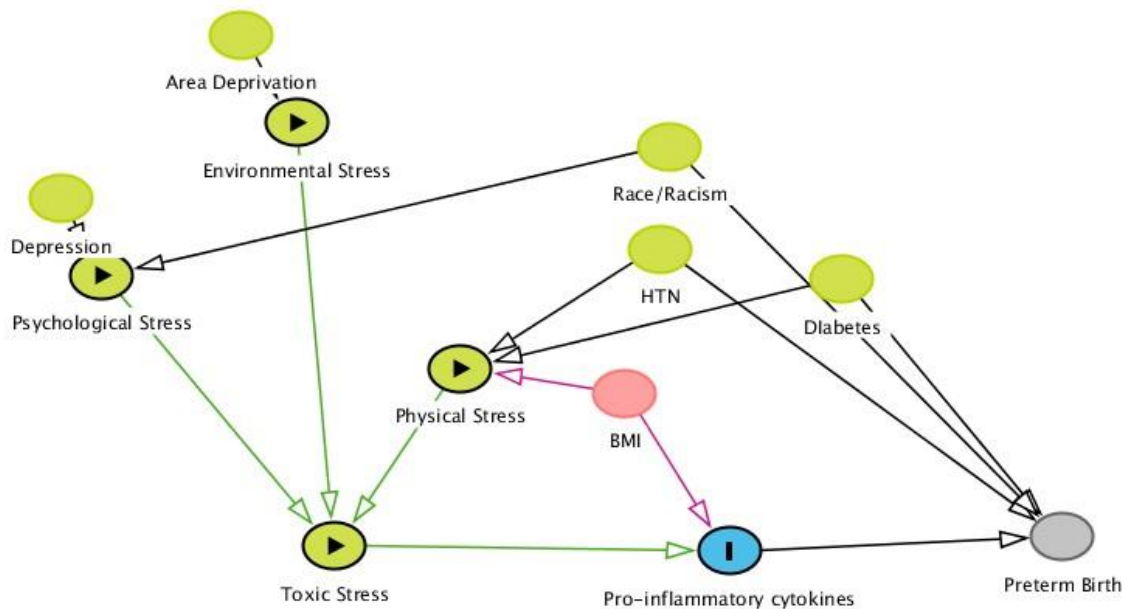 Area Deprivation
Environmental Stress
Race/Racism
Depression
HTN
DIabetes
Psychological Stress
Physical Stress
BMI
I
Toxic Stress
Pro-inflammatory cytokines
Preterm Birth